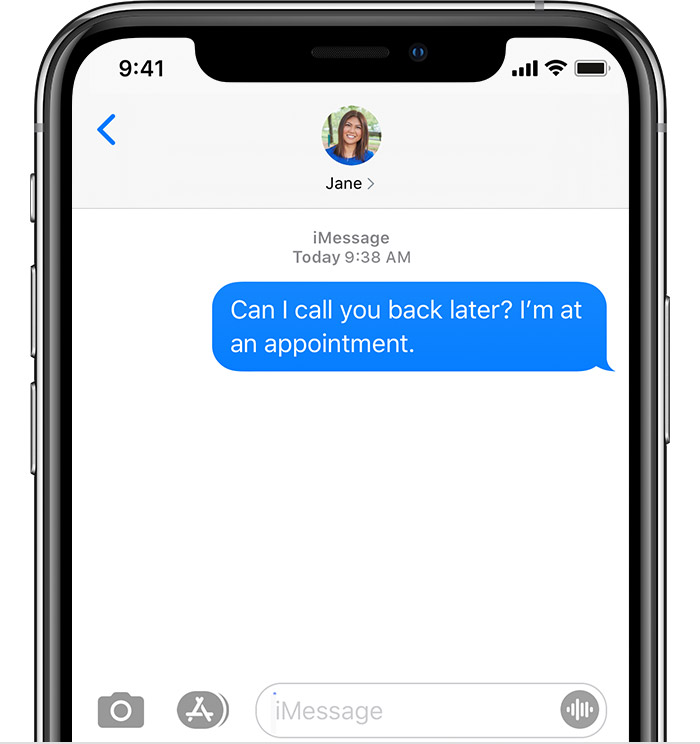 9:41
Jane
iMessage
Today 9:38 AM
Can I call you back later? I’m at
an appointment.
iMessage